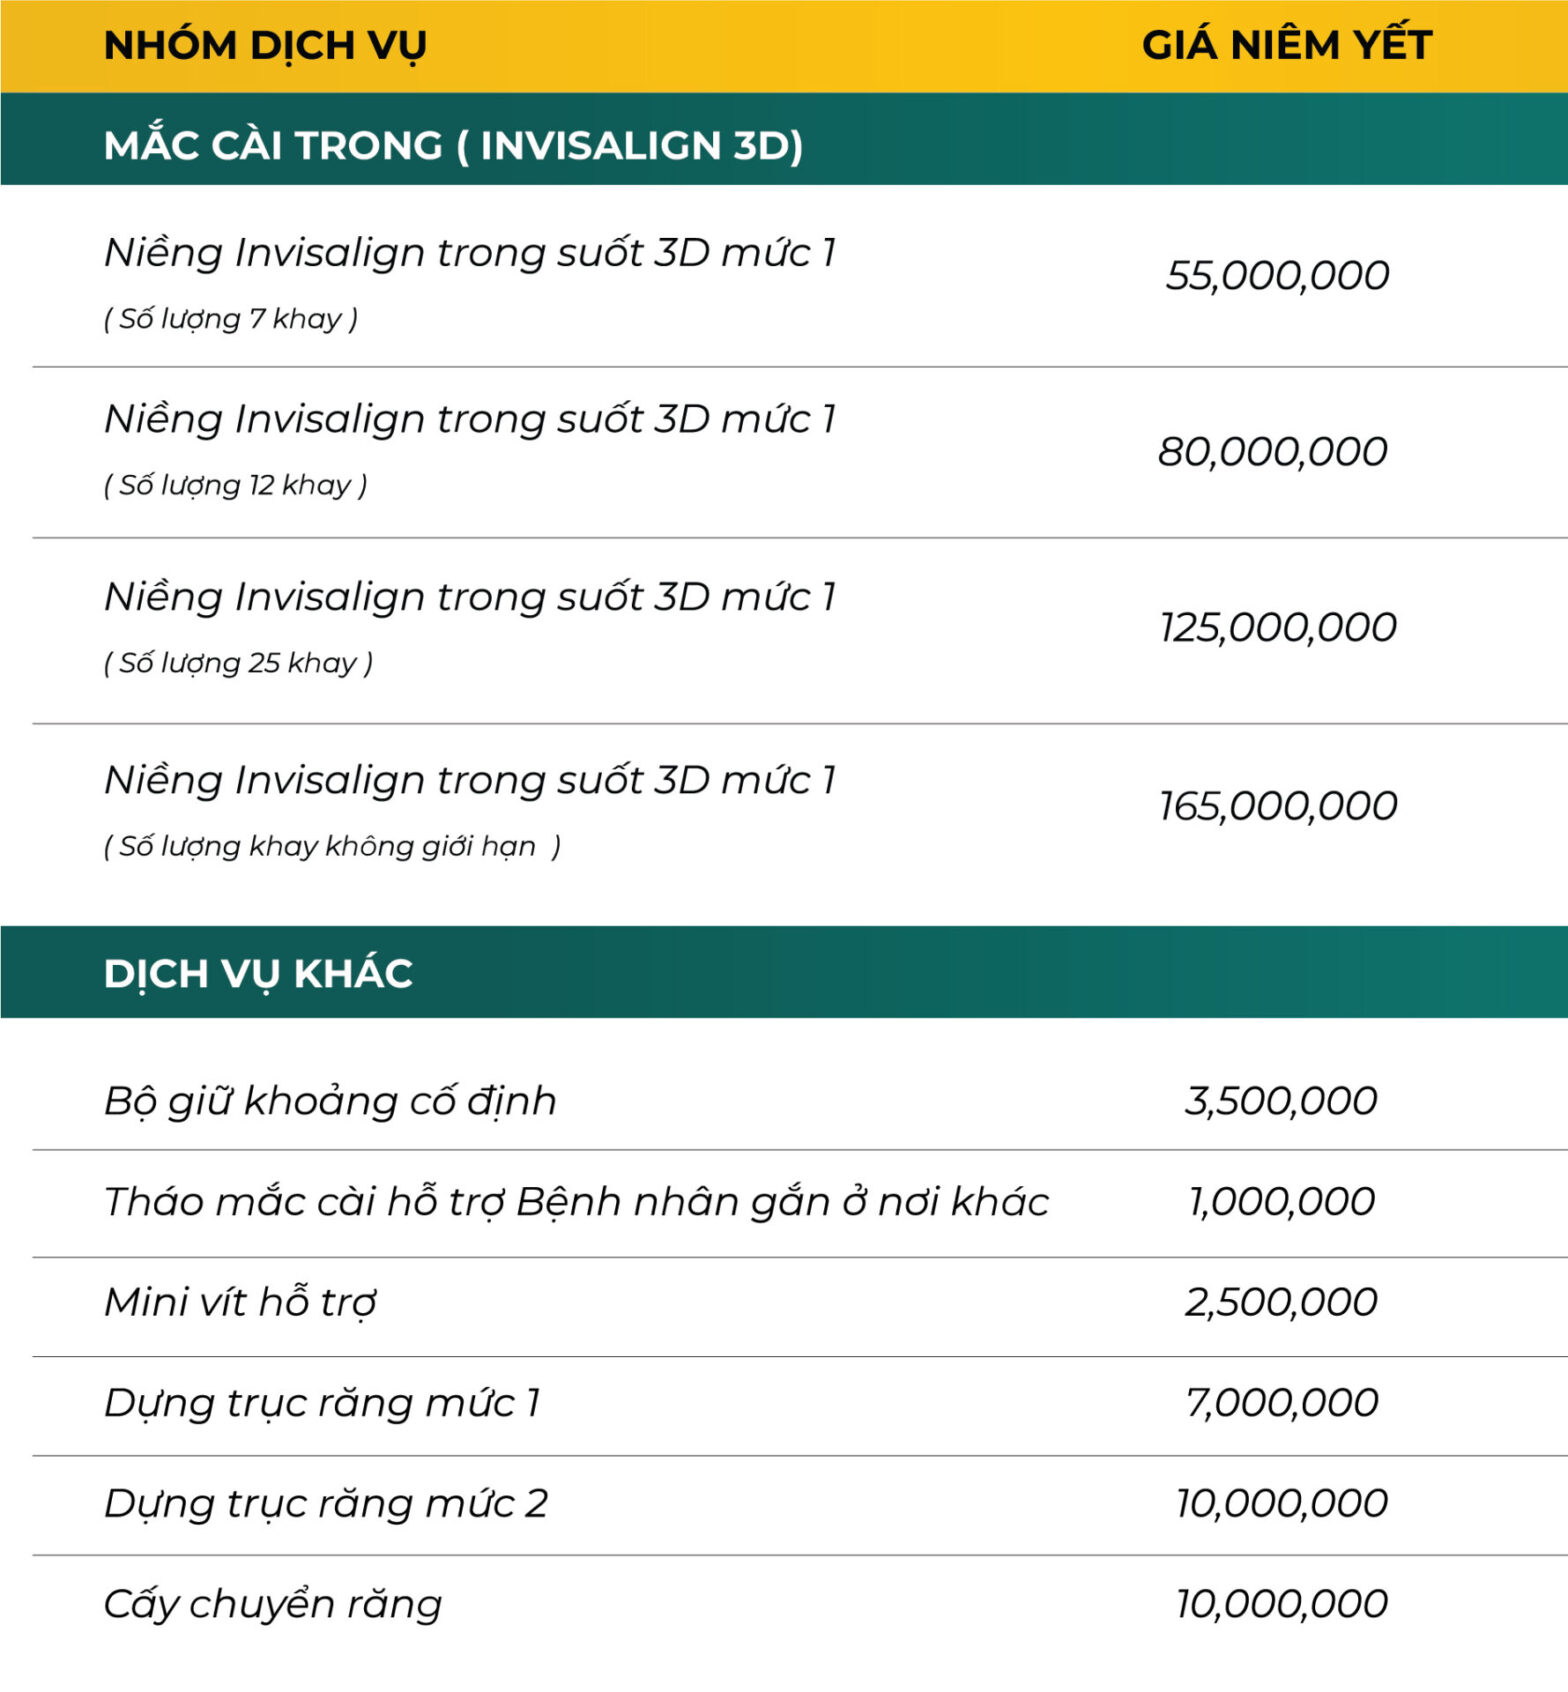 NHÓM DỊCH VỤ GIÁ NIÊM YẾT
MẮC CÀI TRONG ( INVISALIGN 3D)
Niềng Invisalign trong suốt 3D mức 1
( Số lượng 7 khay )
55,000,000
Niềng Invisalign trong suốt 3D mức 1
( Số lượng 12 khay )
80,000,000
Niềng Invisalign trong suốt 3D mức 1
( Số lượng 25 khay )
125,000,000
Niềng Invisalign trong suốt 3D mức 1
( Số lượng khay không giới hạn )
165,000,000
DỊCH VỤ KHÁC
Bộ giữ khoảng cố định 3,500,000
Tháo mắc cài hỗ trợ Bệnh nhân gắn ở nơi khác 1,000,000
Mini vít hỗ trợ 2,500,000
Dựng trục răng mức 1 7,000,000
Dựng trục răng mức 2 10,000,000
Cấy chuyển răng 10,000,000